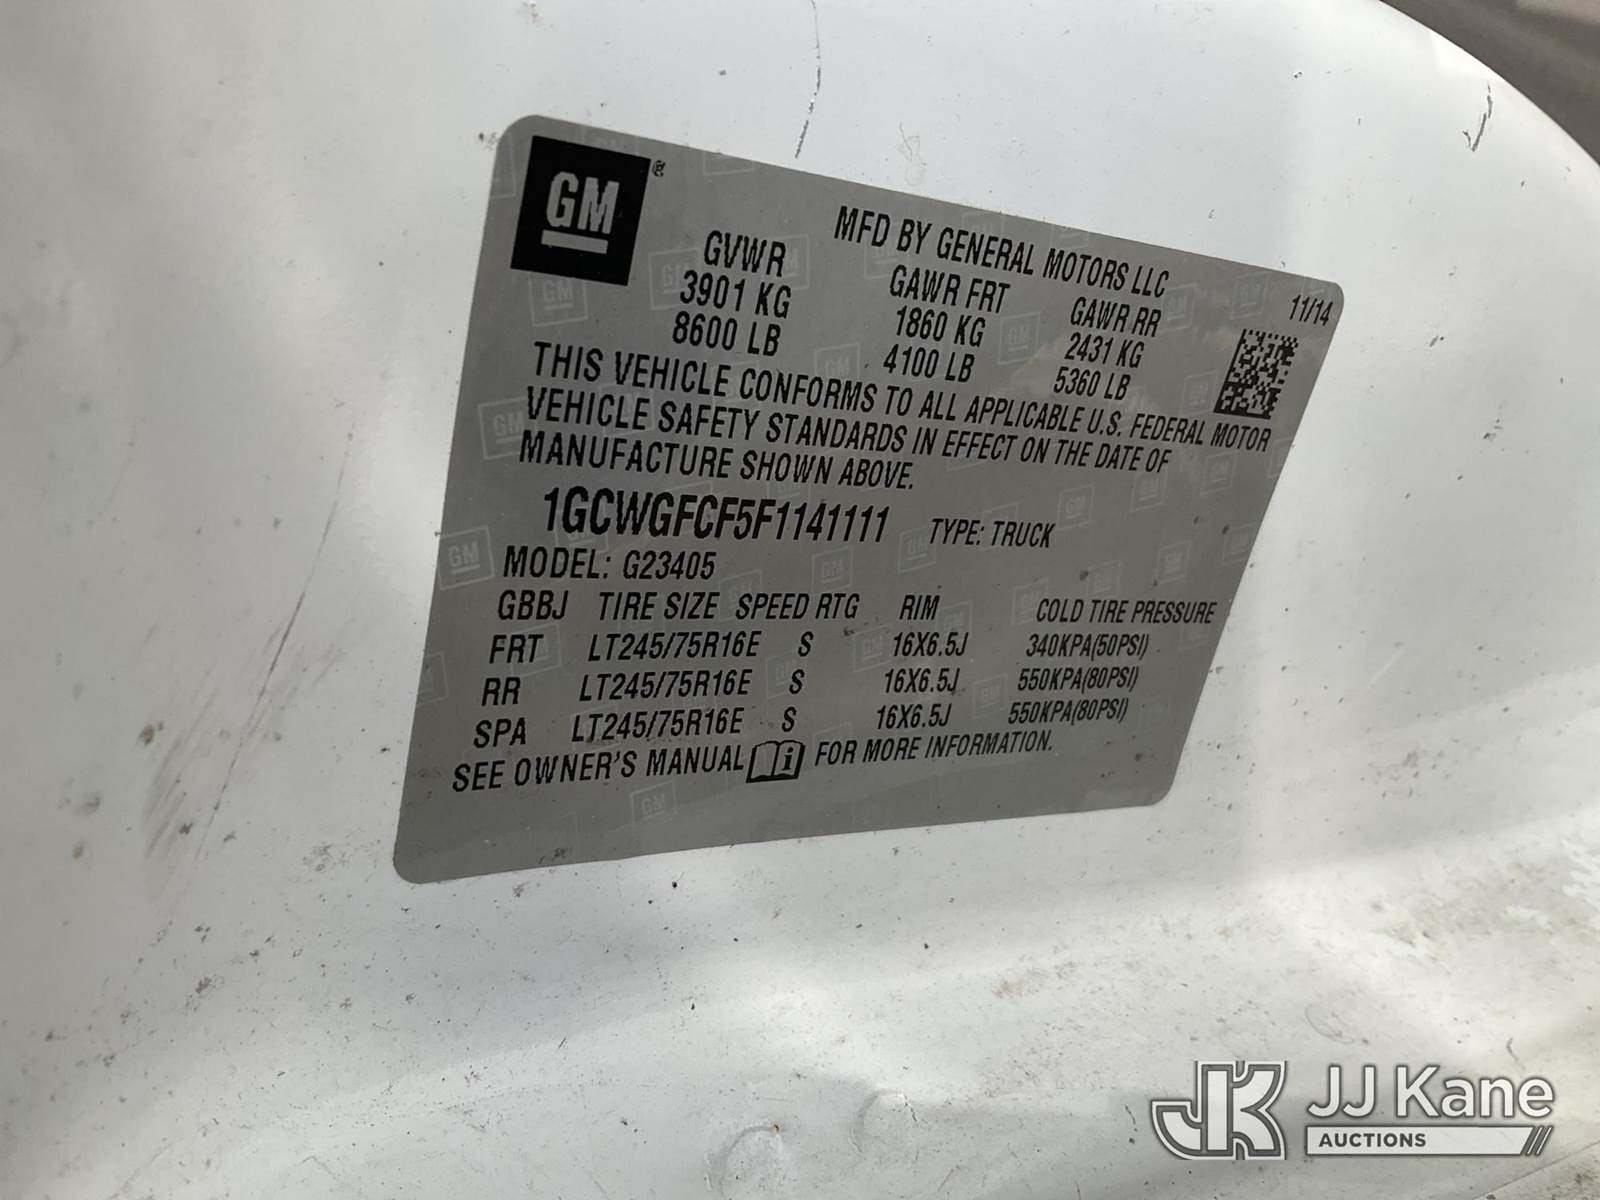 GM ®
MFD BY GENERAL MOTORS LLC
GVWR GAWR FRT GAWR RR 11/14
3901 KG 1860 KG 2431 KG
8600 LB 4100 LB 5360 LB
THIS VEHICLE CONFORMS TO ALL APPLICABLE U.S. FEDERAL MOTOR
VEHICLE SAFETY STANDARDS IN EFFECT ON THE DATE OF
MANUFACTURE SHOWN ABOVE.
1GCWGFCF5F1141111 TYPE: TRUCK
MODEL: G23405
GBBJ TIRE SIZE SPEED RTG RIM COLD TIRE PRESSURE
FRT LT245/75R16E S 16X6.5J 340KPA(50PSI)
RR LT245/75R16E S 16X6.5J 550KPA(80PSI)
SPA LT245/75R16E S 16X6.5J 550KPA(80PSI)
SEE OWNER'S MANUAL FOR MORE INFORMATION.
JK JJ Kane
AUCTIONS